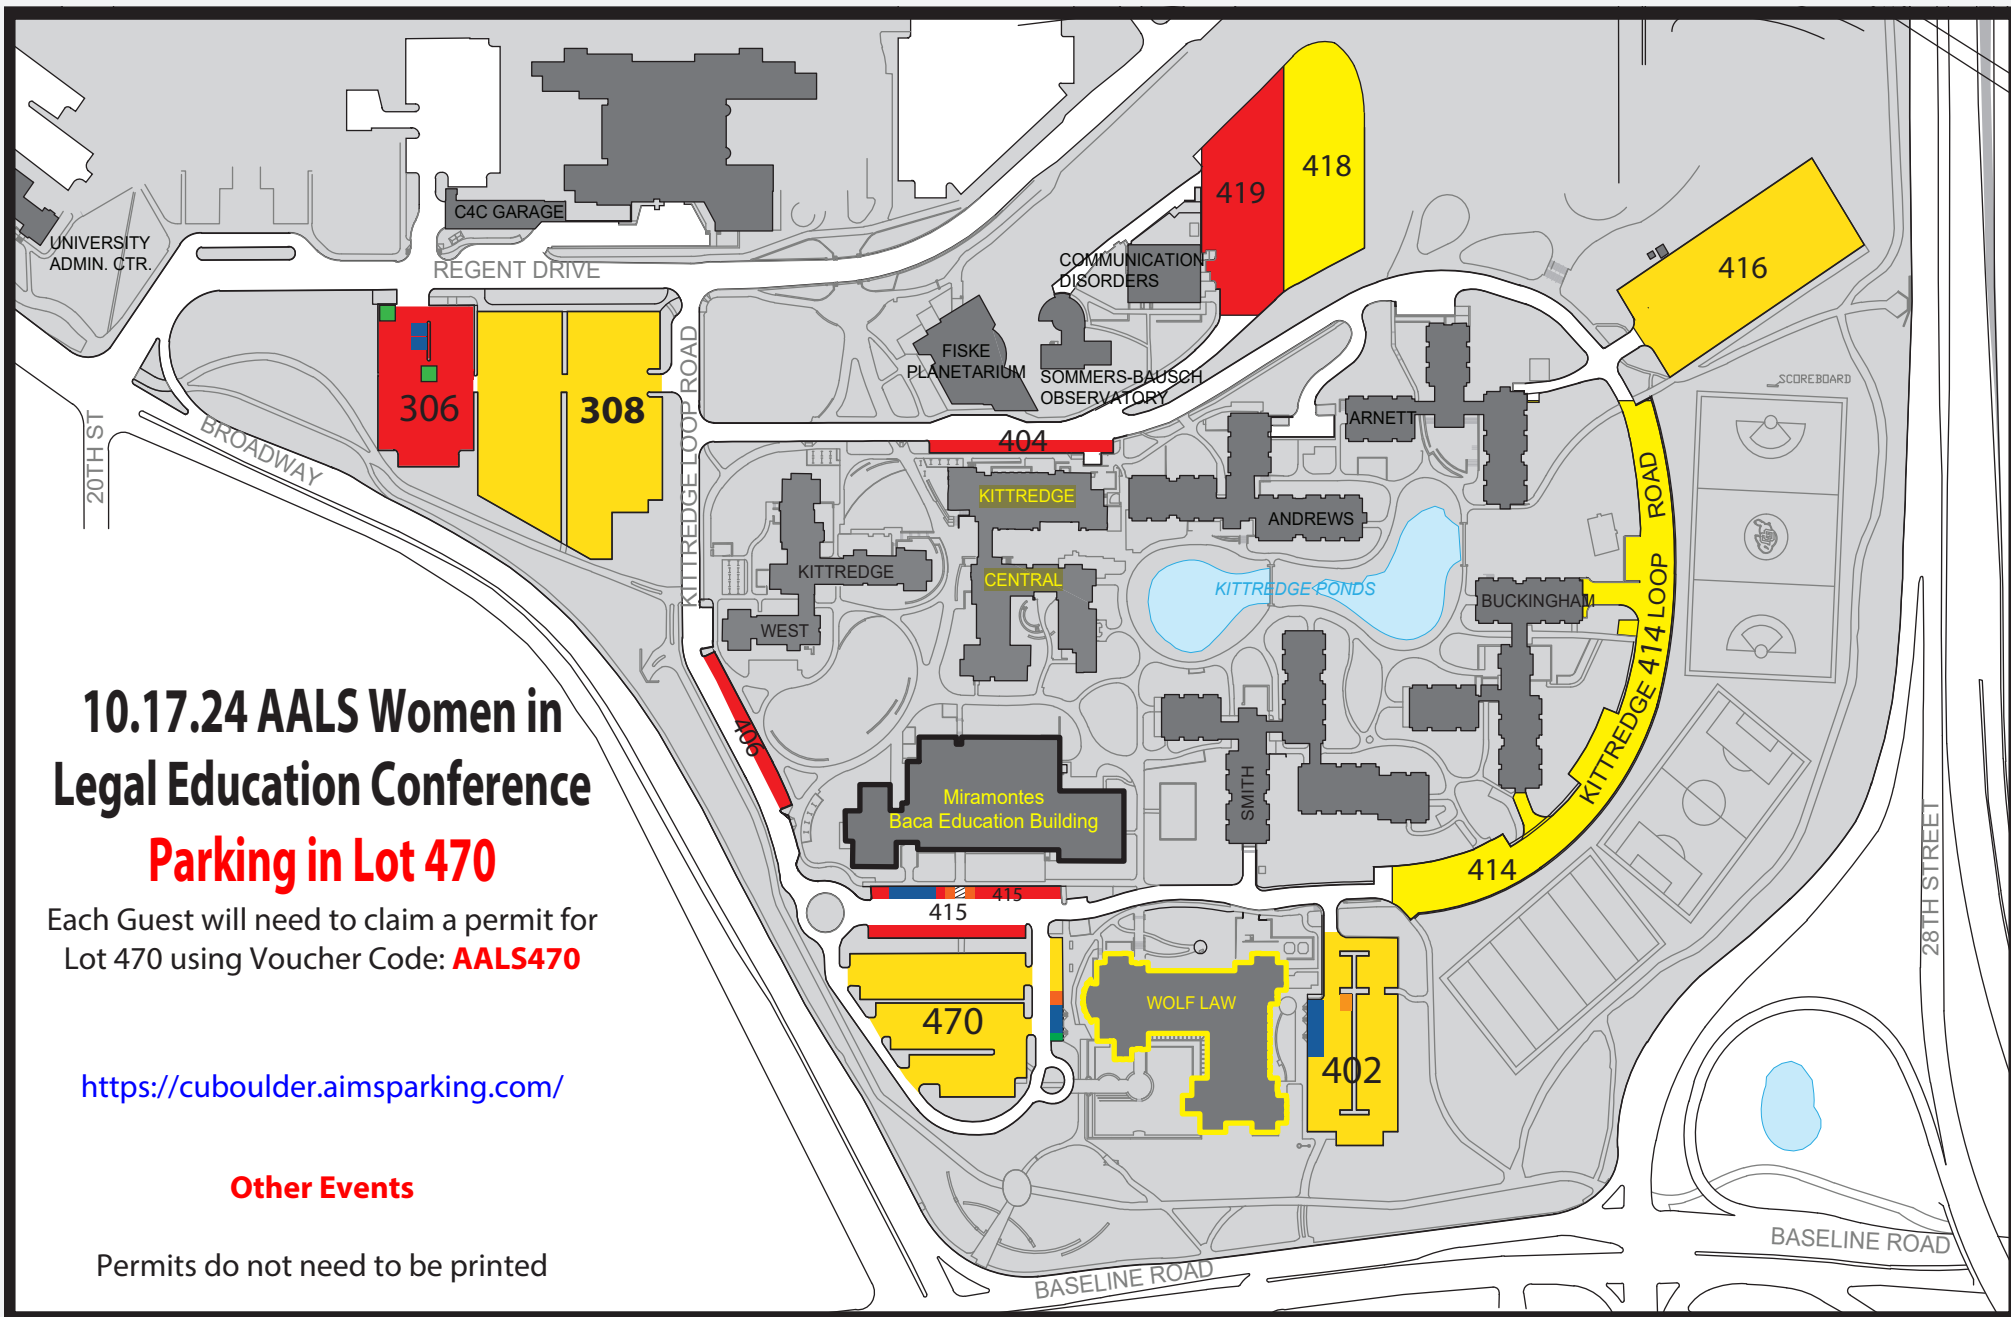 C4C GARAGE
UNIVERSITY
ADMIN. CTR.
REGENT DRIVE
419
418
416
COMMUNICATION
DISORDERS
FISKE
PLANETARIUM
SOMMERS-BAUSCH
OBSERVATORY
SCOREBOARD
306
308
KITTREDGE LOOP ROAD
20TH ST
BROADWAY
404
ARNETT
KITTREDGE
ANDREWS
KITTREDGE
CENTRAL
KITTREDGE PONDS
BUCKINGHAM
WEST
KITTREDGE 414 LOOP ROAD
406
10.17.24 AALS Women in
Legal Education Conference
Parking in Lot 470
Each Guest will need to claim a permit for
Lot 470 using Voucher Code: AALS470
https://cuboulder.aimsparking.com/
Other Events
Permits do not need to be printed
Miramontes
Baca Education Building
SMITH
414
415
415
28TH STREET
WOLF LAW
470
402
BASELINE ROAD
BASELINE ROAD